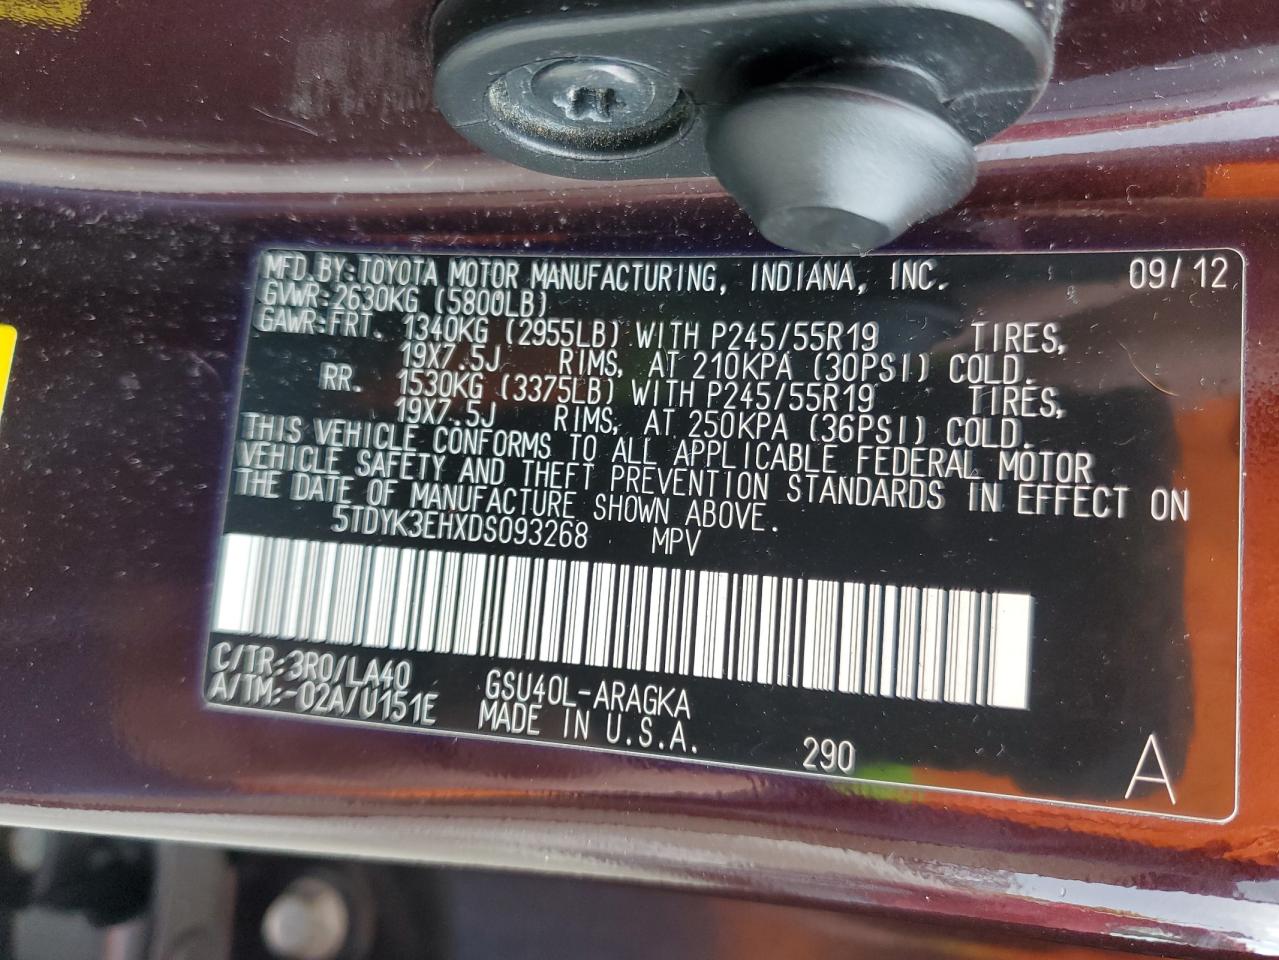 MFD.BY:TOYOTA MOTOR MANUFACTURING, INDIANA, INC. 09/12
GVWR:2630KG (5800LB)
GAWR:FRT. 1340KG (2955LB) WITH P245/55R19 TIRES,
19X7.5J RIMS, AT 210KPA (30PSI) COLD.
RR. 1530KG (3375LB) WITH P245/55R19 TIRES,
19X7.5J RIMS, AT 250KPA (36PSI) COLD.
THIS VEHICLE CONFORMS TO ALL APPLICABLE FEDERAL MOTOR
VEHICLE SAFETY AND THEFT PREVENTION STANDARDS IN EFFECT ON
THE DATE OF MANUFACTURE SHOWN ABOVE.
5TDYK3EHXDS093268 MPV
C/TR:3R0/LA40 GSU40L-ARAGKA
A/TM:-02A/U151E MADE IN U.S.A.
290 A